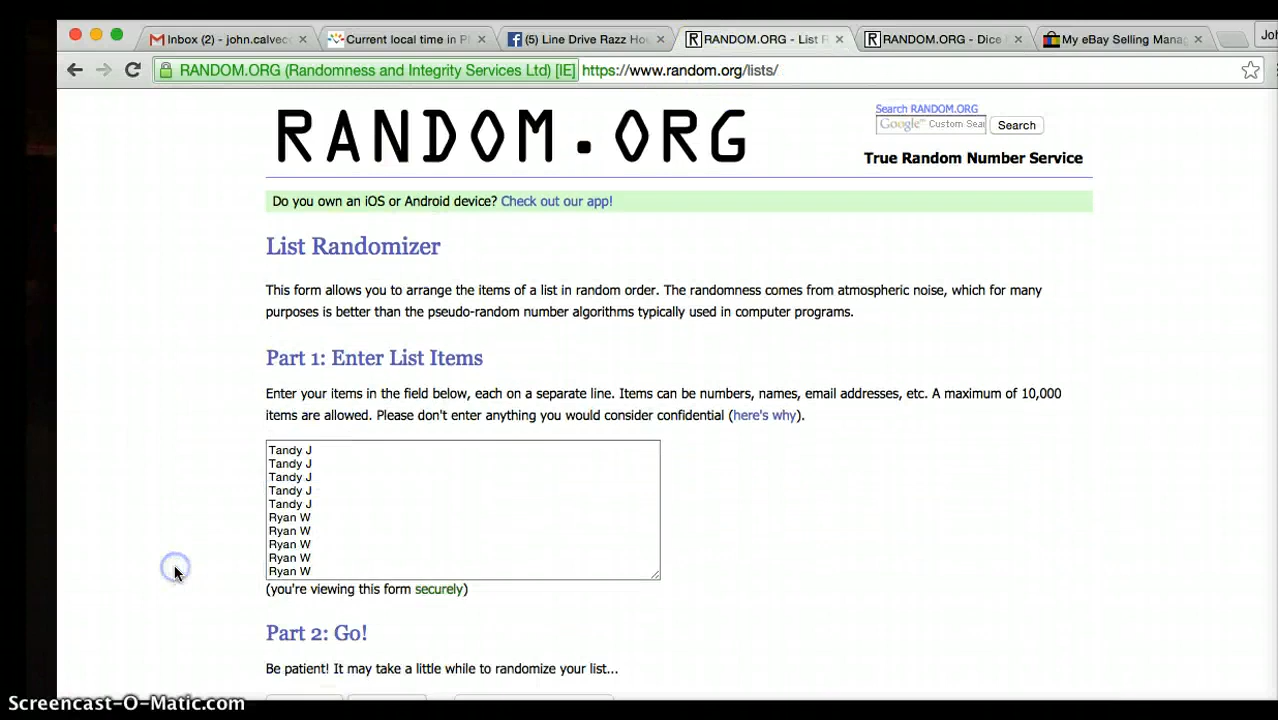 Inbox (2) - john.calvec
Current local time in P
(5) Line Drive Razz Hou
RANDOM.ORG - List R
RANDOM.ORG - Dice
My eBay Selling Mana
Joh
RANDOM.ORG (Randomness and Integrity Services Ltd) [IE] https://www.random.org/lists/
RANDOM.ORG
Search RANDOM.ORG
Google™ Custom Sear
Search
True Random Number Service
Do you own an iOS or Android device? Check out our app!
List Randomizer
This form allows you to arrange the items of a list in random order. The randomness comes from atmospheric noise, which for many
purposes is better than the pseudo-random number algorithms typically used in computer programs.
Part 1: Enter List Items
Enter your items in the field below, each on a separate line. Items can be numbers, names, email addresses, etc. A maximum of 10,000
items are allowed. Please don't enter anything you would consider confidential (here's why).
Tandy J
Tandy J
Tandy J
Tandy J
Tandy J
Ryan W
Ryan W
Ryan W
Ryan W
Ryan W
(you're viewing this form securely)
Part 2: Go!
Be patient! It may take a little while to randomize your list...
Screencast-O-Matic.com